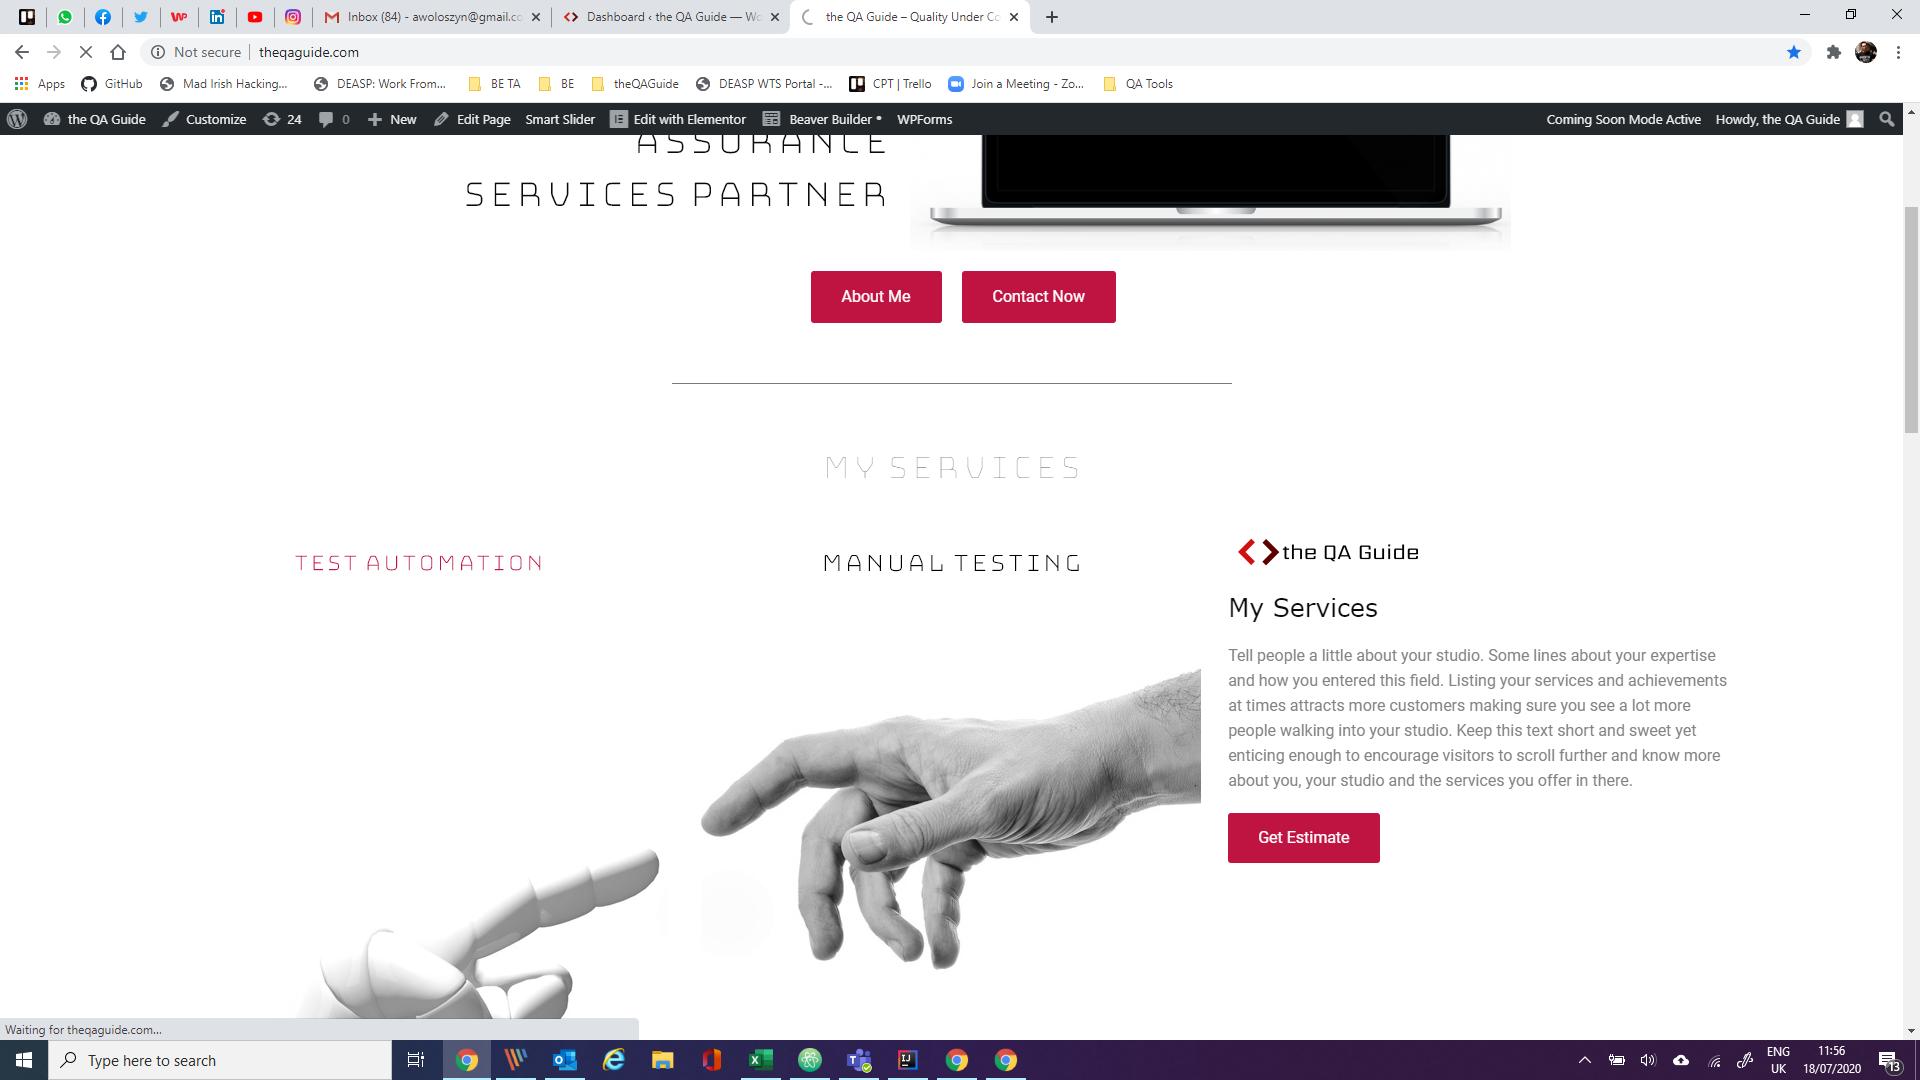 Inbox (84) - awoloszyn@gmail.co
Dashboard ‹ the QA Guide — Wo
the QA Guide – Quality Under Co
Not secure
theqaguide.com
Apps
GitHub
Mad Irish Hacking...
DEASP: Work From...
BE TA
BE
theQAGuide
DEASP WTS Portal -...
CPT | Trello
Join a Meeting - Zo...
QA Tools
the QA Guide
Customize
24
0
New
Edit Page
Smart Slider
Edit with Elementor
Beaver Builder •
WPForms
Coming Soon Mode Active
Howdy, the QA Guide
ASSURANCE
SERVICES PARTNER
About Me
Contact Now
MY SERVICES
TEST AUTOMATION
MANUAL TESTING
the QA Guide
My Services
Tell people a little about your studio. Some lines about your expertise
and how you entered this field. Listing your services and achievements
at times attracts more customers making sure you see a lot more
people walking into your studio. Keep this text short and sweet yet
enticing enough to encourage visitors to scroll further and know more
about you, your studio and the services you offer in there.
Get Estimate
Waiting for theqaguide.com...
Type here to search
ENG
UK
11:56
18/07/2020
13